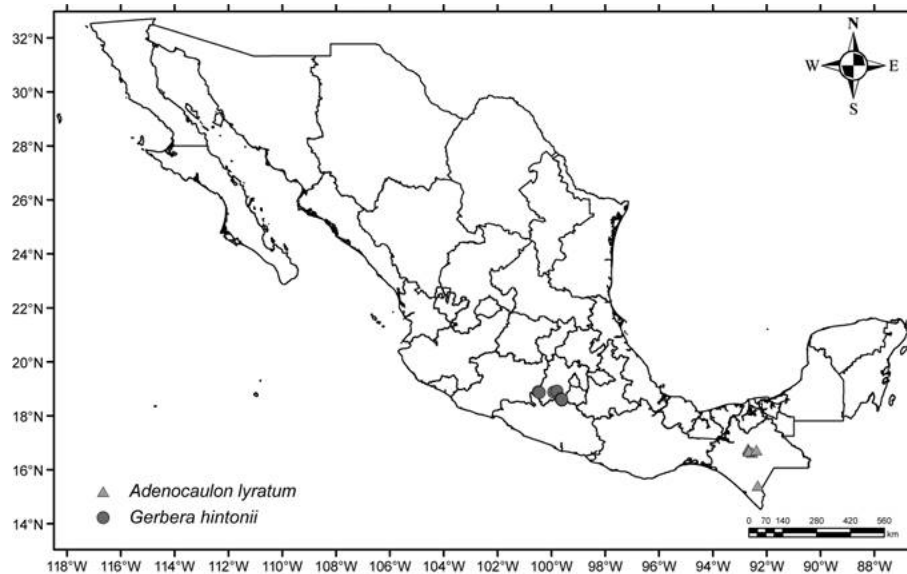 32°N
30°N
28°N
26°N
24°N
22°N
20°N
18°N
16°N
14°N
N
W E
S
Adenocaulon lyratum
Gerbera hintonii
0 70 140 280 420 560
km
118°W 116°W 114°W 112°W 110°W 108°W 106°W 104°W 102°W 100°W 98°W 96°W 94°W 92°W 90°W 88°W